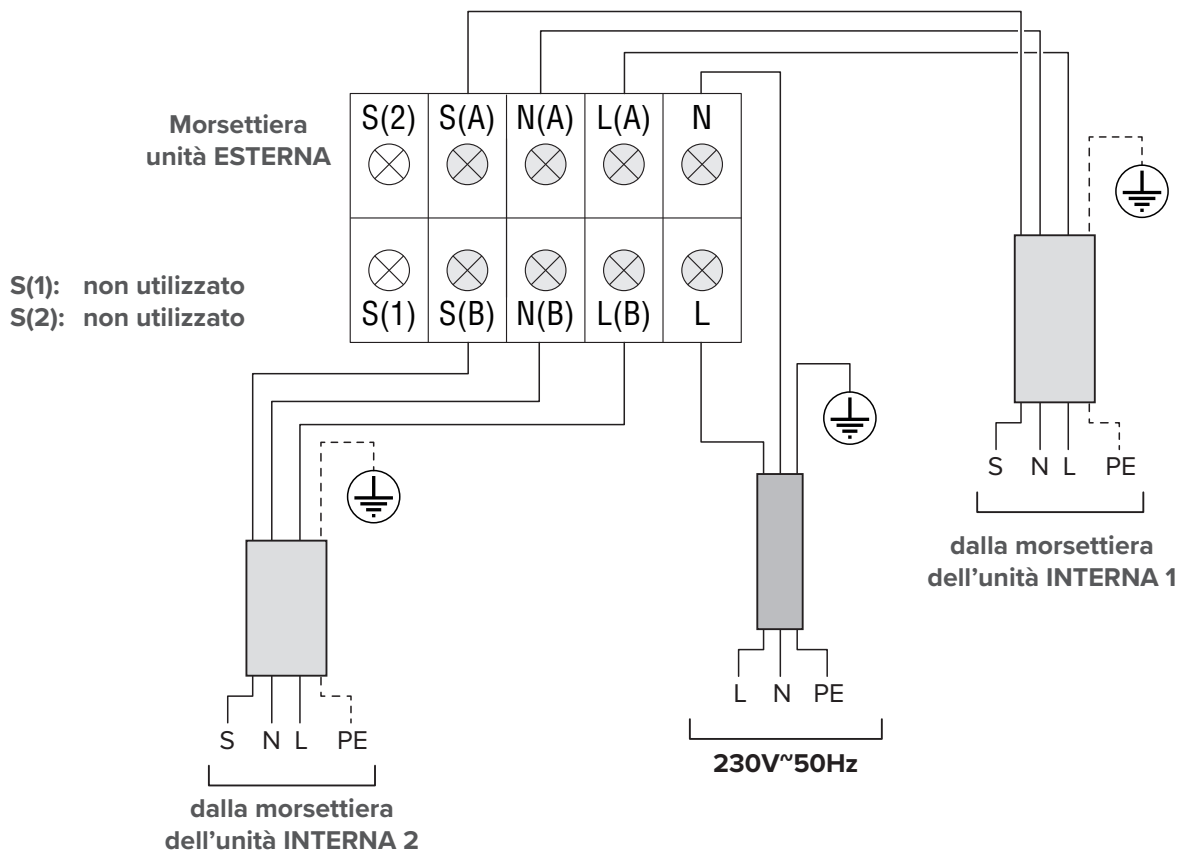 Morsettiera
unità ESTERNA
S(2) S(A) N(A) L(A) N
S(1) S(B) N(B) L(B) L
S(1): non utilizzato
S(2): non utilizzato
S N L PE
dalla morsettiera
dell’unità INTERNA 1
L N PE
230V~50Hz
S N L PE
dalla morsettiera
dell’unità INTERNA 2